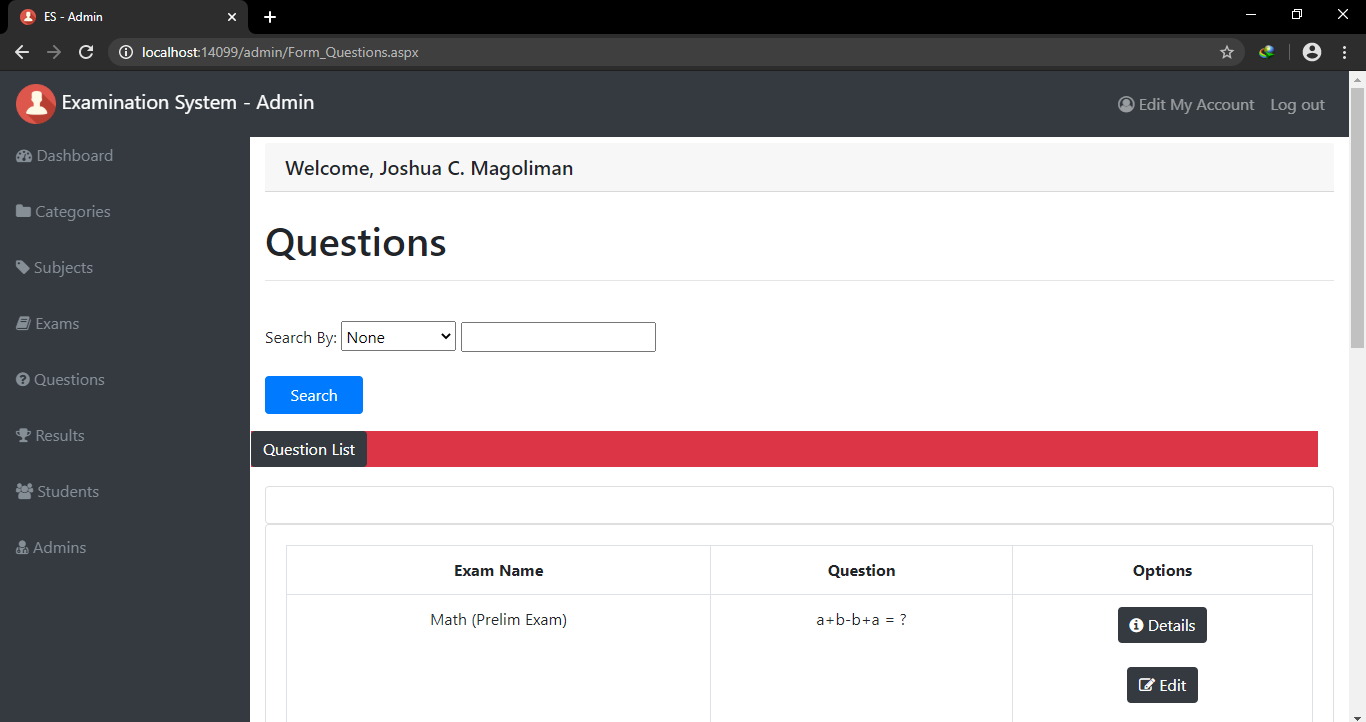 ES - Admin
localhost:14099/admin/Form_Questions.aspx
Examination System - Admin
Edit My Account Log out
Dashboard
Categories
Subjects
Exams
Questions
Results
Students
Admins
Welcome, Joshua C. Magoliman
Questions
Search By: None
Search
Question List
Exam Name Question Options
Math (Prelim Exam) a+b-b+a = ? Details
Edit